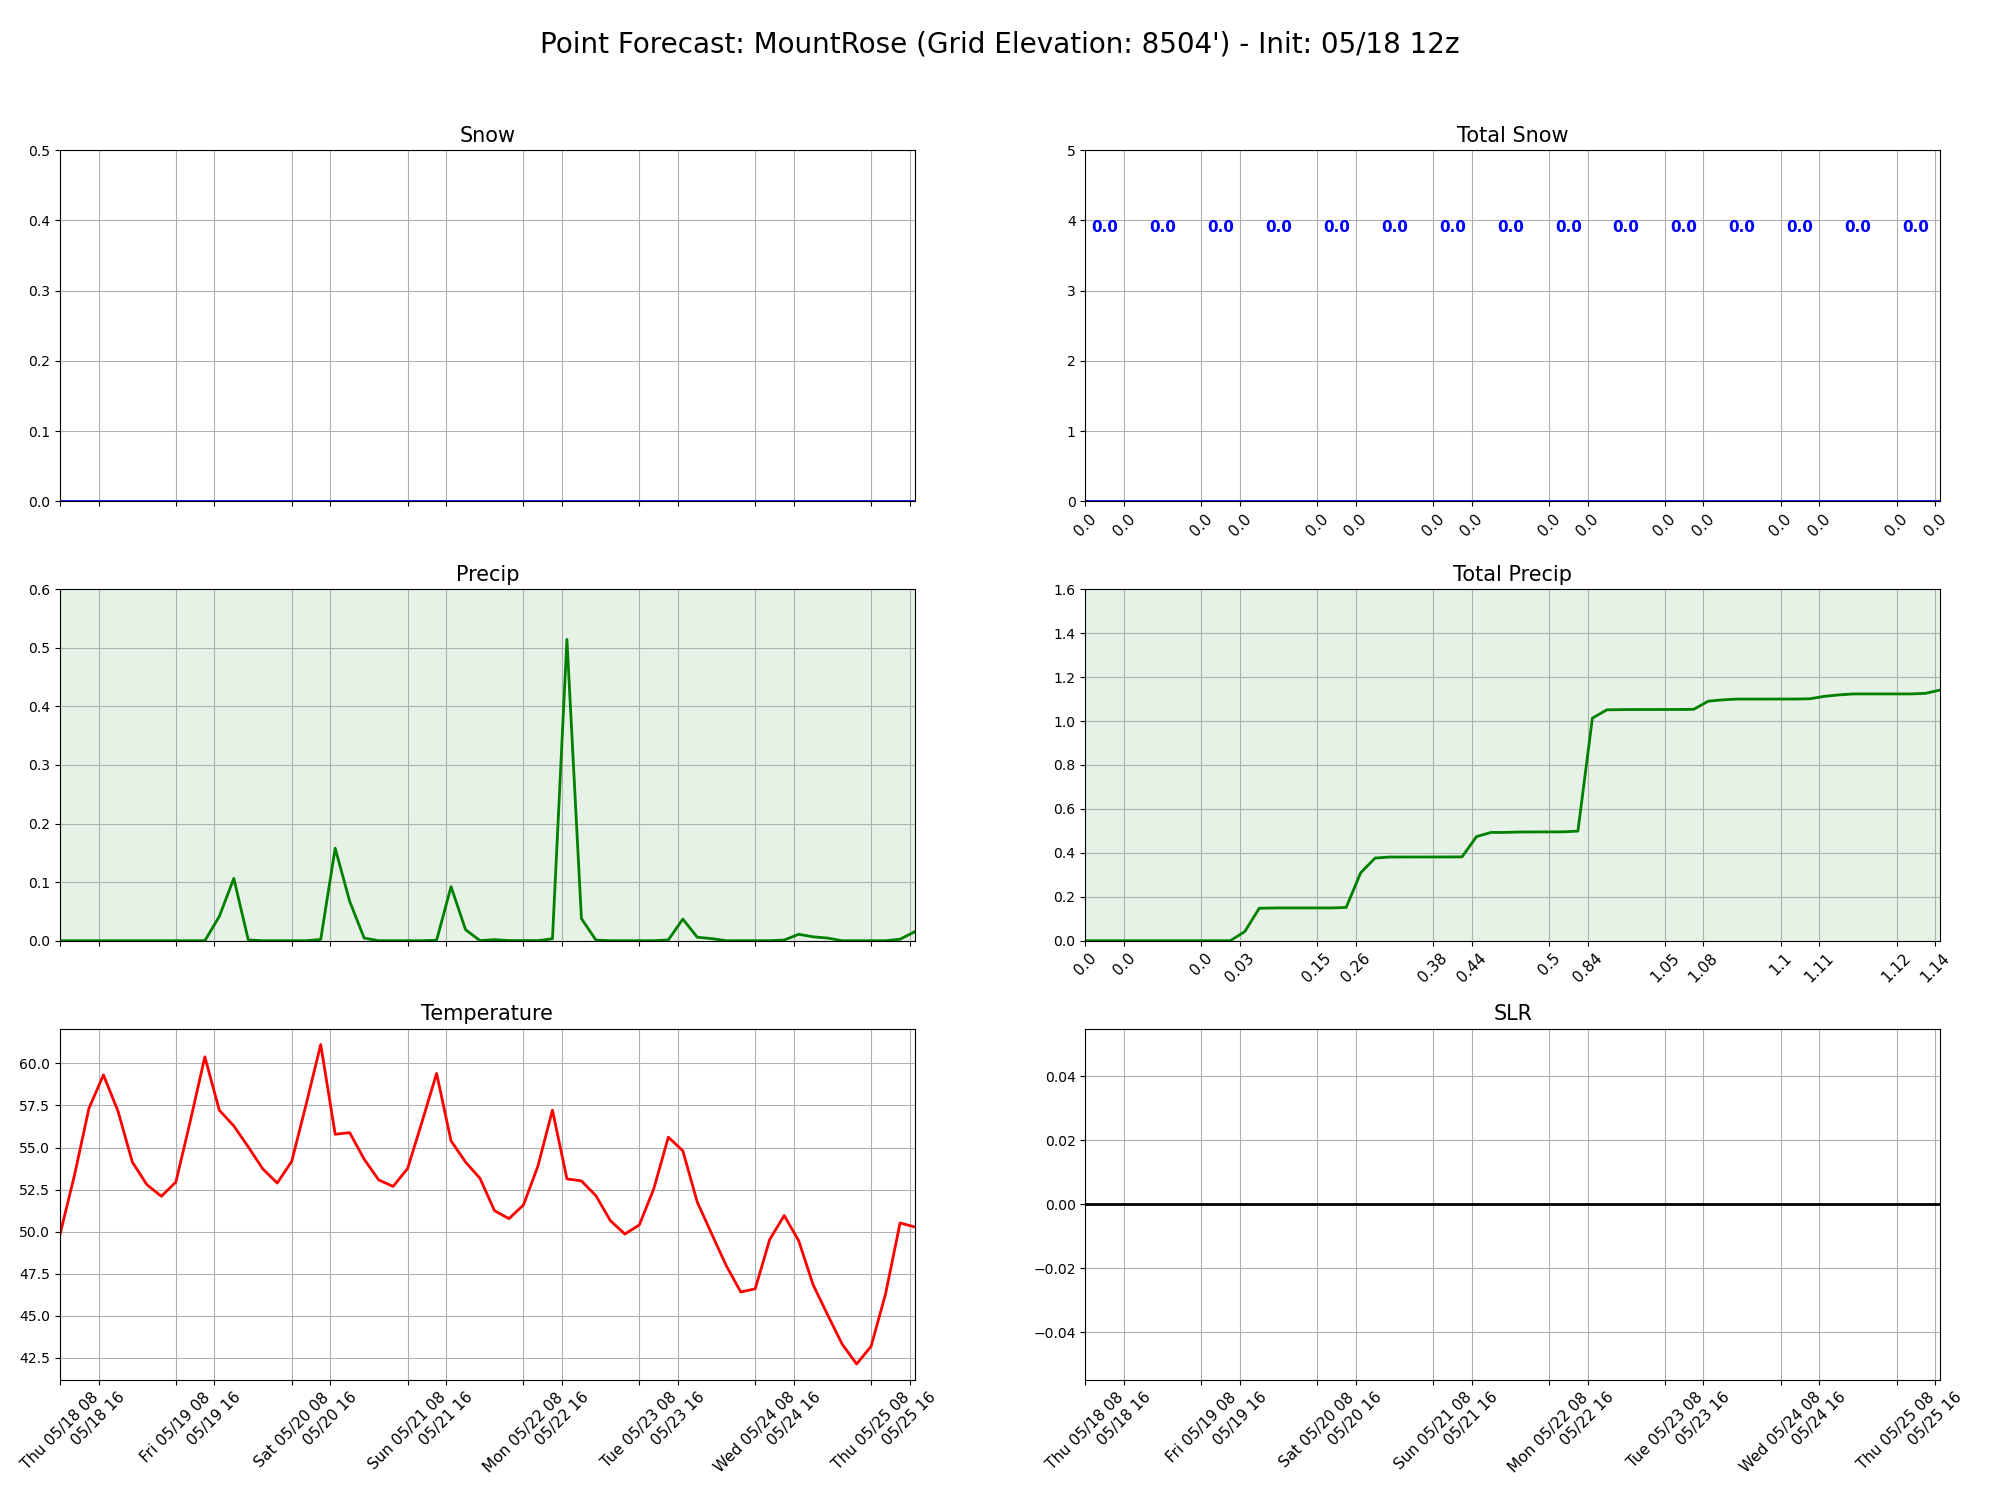 Point Forecast: MountRose (Grid Elevation: 8504') - Init: 05/18 12z
Snow
0.5
0.4
0.3
0.2
0.1
0.0
Total Snow
5
4
3
2
1
0
0.0 0.0 0.0 0.0 0.0 0.0 0.0 0.0 0.0 0.0 0.0 0.0 0.0 0.0 0.0
0.0 0.0 0.0 0.0 0.0 0.0 0.0 0.0 0.0 0.0 0.0 0.0 0.0 0.0 0.0 0.0
Precip
0.6
0.5
0.4
0.3
0.2
0.1
0.0
Total Precip
1.6
1.4
1.2
1.0
0.8
0.6
0.4
0.2
0.0
0.0 0.0 0.0 0.03 0.15 0.26 0.38 0.44 0.5 0.84 1.05 1.08 1.1 1.11 1.12 1.14
Temperature
60.0
57.5
55.0
52.5
50.0
47.5
45.0
42.5
Thu 05/18 08
05/18 16
Fri 05/19 08
05/19 16
Sat 05/20 08
05/20 16
Sun 05/21 08
05/21 16
Mon 05/22 08
05/22 16
Tue 05/23 08
05/23 16
Wed 05/24 08
05/24 16
Thu 05/25 08
05/25 16
SLR
0.04
0.02
0.00
−0.02
−0.04
Thu 05/18 08
05/18 16
Fri 05/19 08
05/19 16
Sat 05/20 08
05/20 16
Sun 05/21 08
05/21 16
Mon 05/22 08
05/22 16
Tue 05/23 08
05/23 16
Wed 05/24 08
05/24 16
Thu 05/25 08
05/25 16